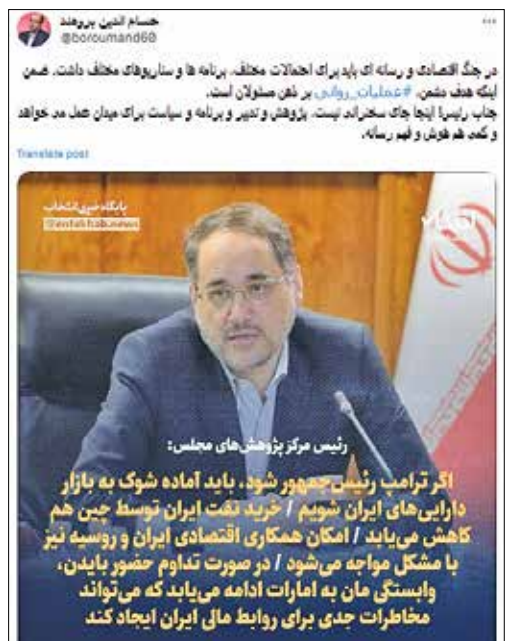 حسام الدین برومند
@boroumand60
در جنگ اقتصادی و رسانه ای باید برای احتمالات مختلف، برنامه ها و سناریوهای مختلف داشت. ضمن
اینکه هدف دشمن، #عملیات_روانی بر ذهن مسئولان است.
جناب رئیس! اینجا جای سخنرانی نیست. پژوهش و تدبیر و برنامه و سیاست برای میدان عمل می خواهد
و کمی هم هوش و فهم رسانه.
Translate post
پایگاه خبری انتخاب
@entekhab.news
رئیس مرکز پژوهش‌های مجلس:
اگر ترامپ رئیس‌جمهور شود، باید آماده شوک به بازار
دارایی‌های ایران شویم / خرید نفت ایران توسط چین هم
کاهش می‌یابد / امکان همکاری اقتصادی ایران و روسیه نیز
با مشکل مواجه می‌شود / در صورت تداوم حضور بایدن،
وابستگی مان به امارات ادامه می‌یابد که می‌تواند
مخاطرات جدی برای روابط مالی ایران ایجاد کند